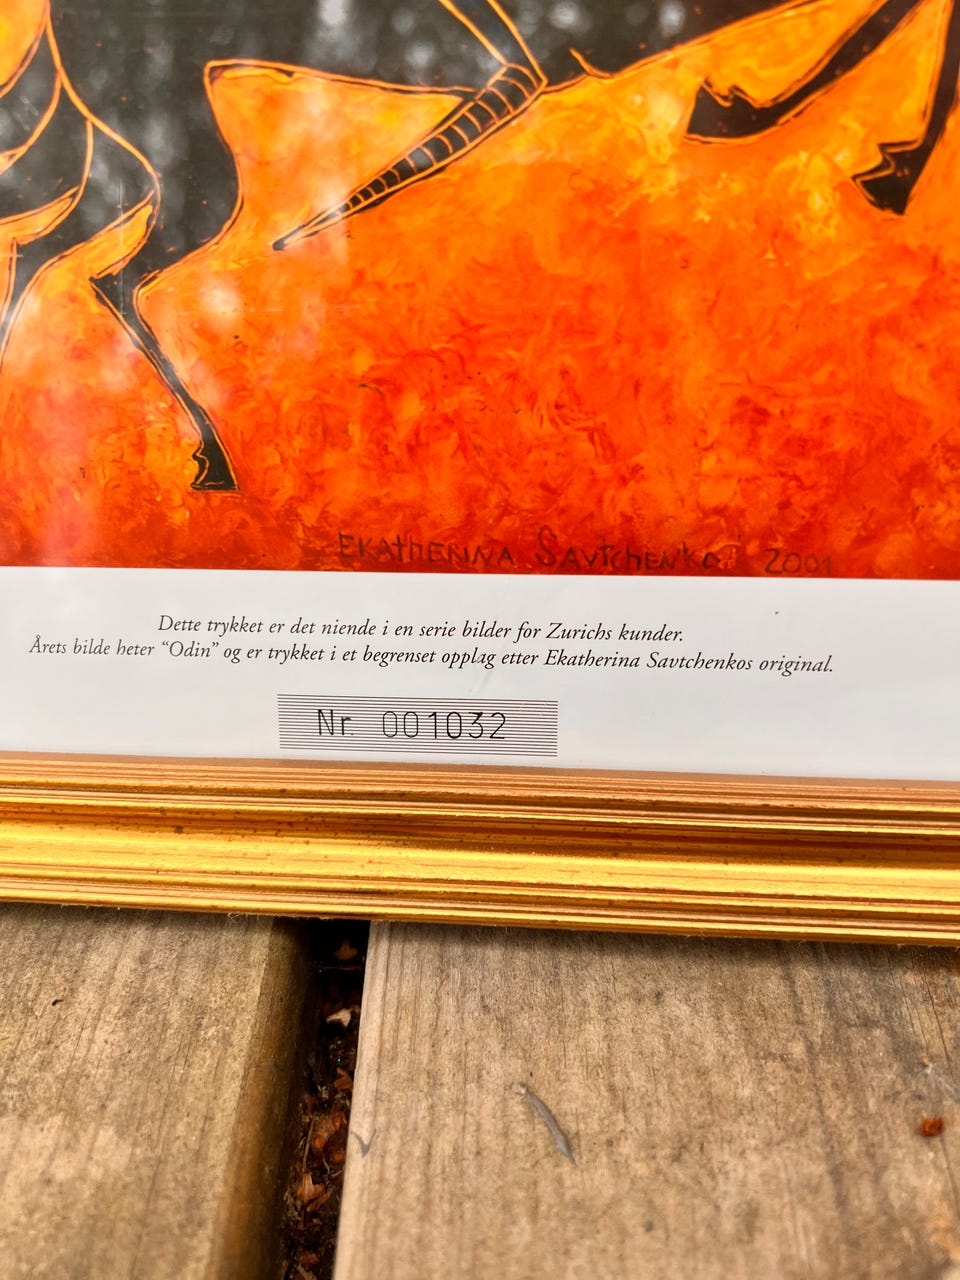 EKATHERINA SAVTCHENKO 2001
Dette trykket er det niende i en serie bilder for Zurichs kunder.
Årets bilde heter “Odin” og er trykket i et begrenset opplag etter Ekatherina Savtchenkos original.
Nr. 001032